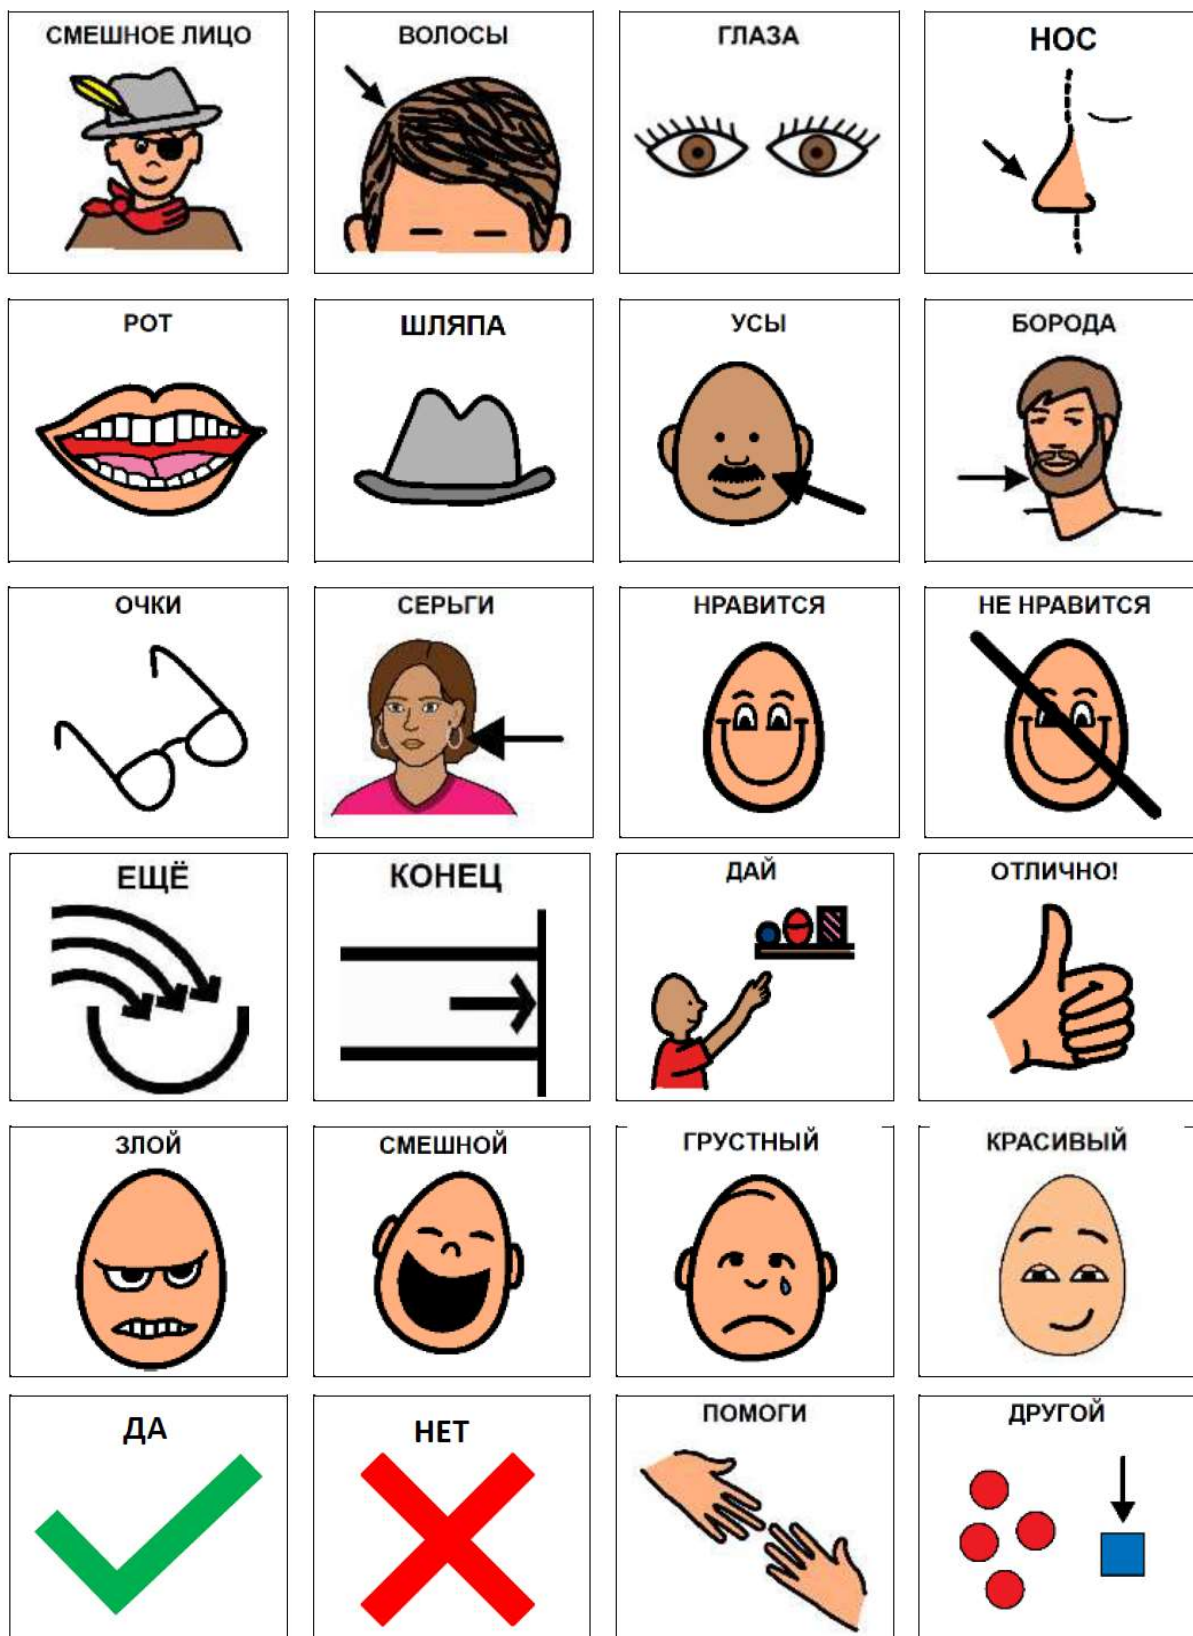 СМЕШНОЕ ЛИЦО
ВОЛОСЫ
ГЛАЗА
НОС
РОТ
ШЛЯПА
УСЫ
БОРОДА
ОЧКИ
СЕРЬГИ
НРАВИТСЯ
НЕ НРАВИТСЯ
ЕЩЁ
КОНЕЦ
ДАЙ
ОТЛИЧНО!
ЗЛОЙ
СМЕШНОЙ
ГРУСТНЫЙ
КРАСИВЫЙ
ДА
НЕТ
ПОМОГИ
ДРУГОЙ